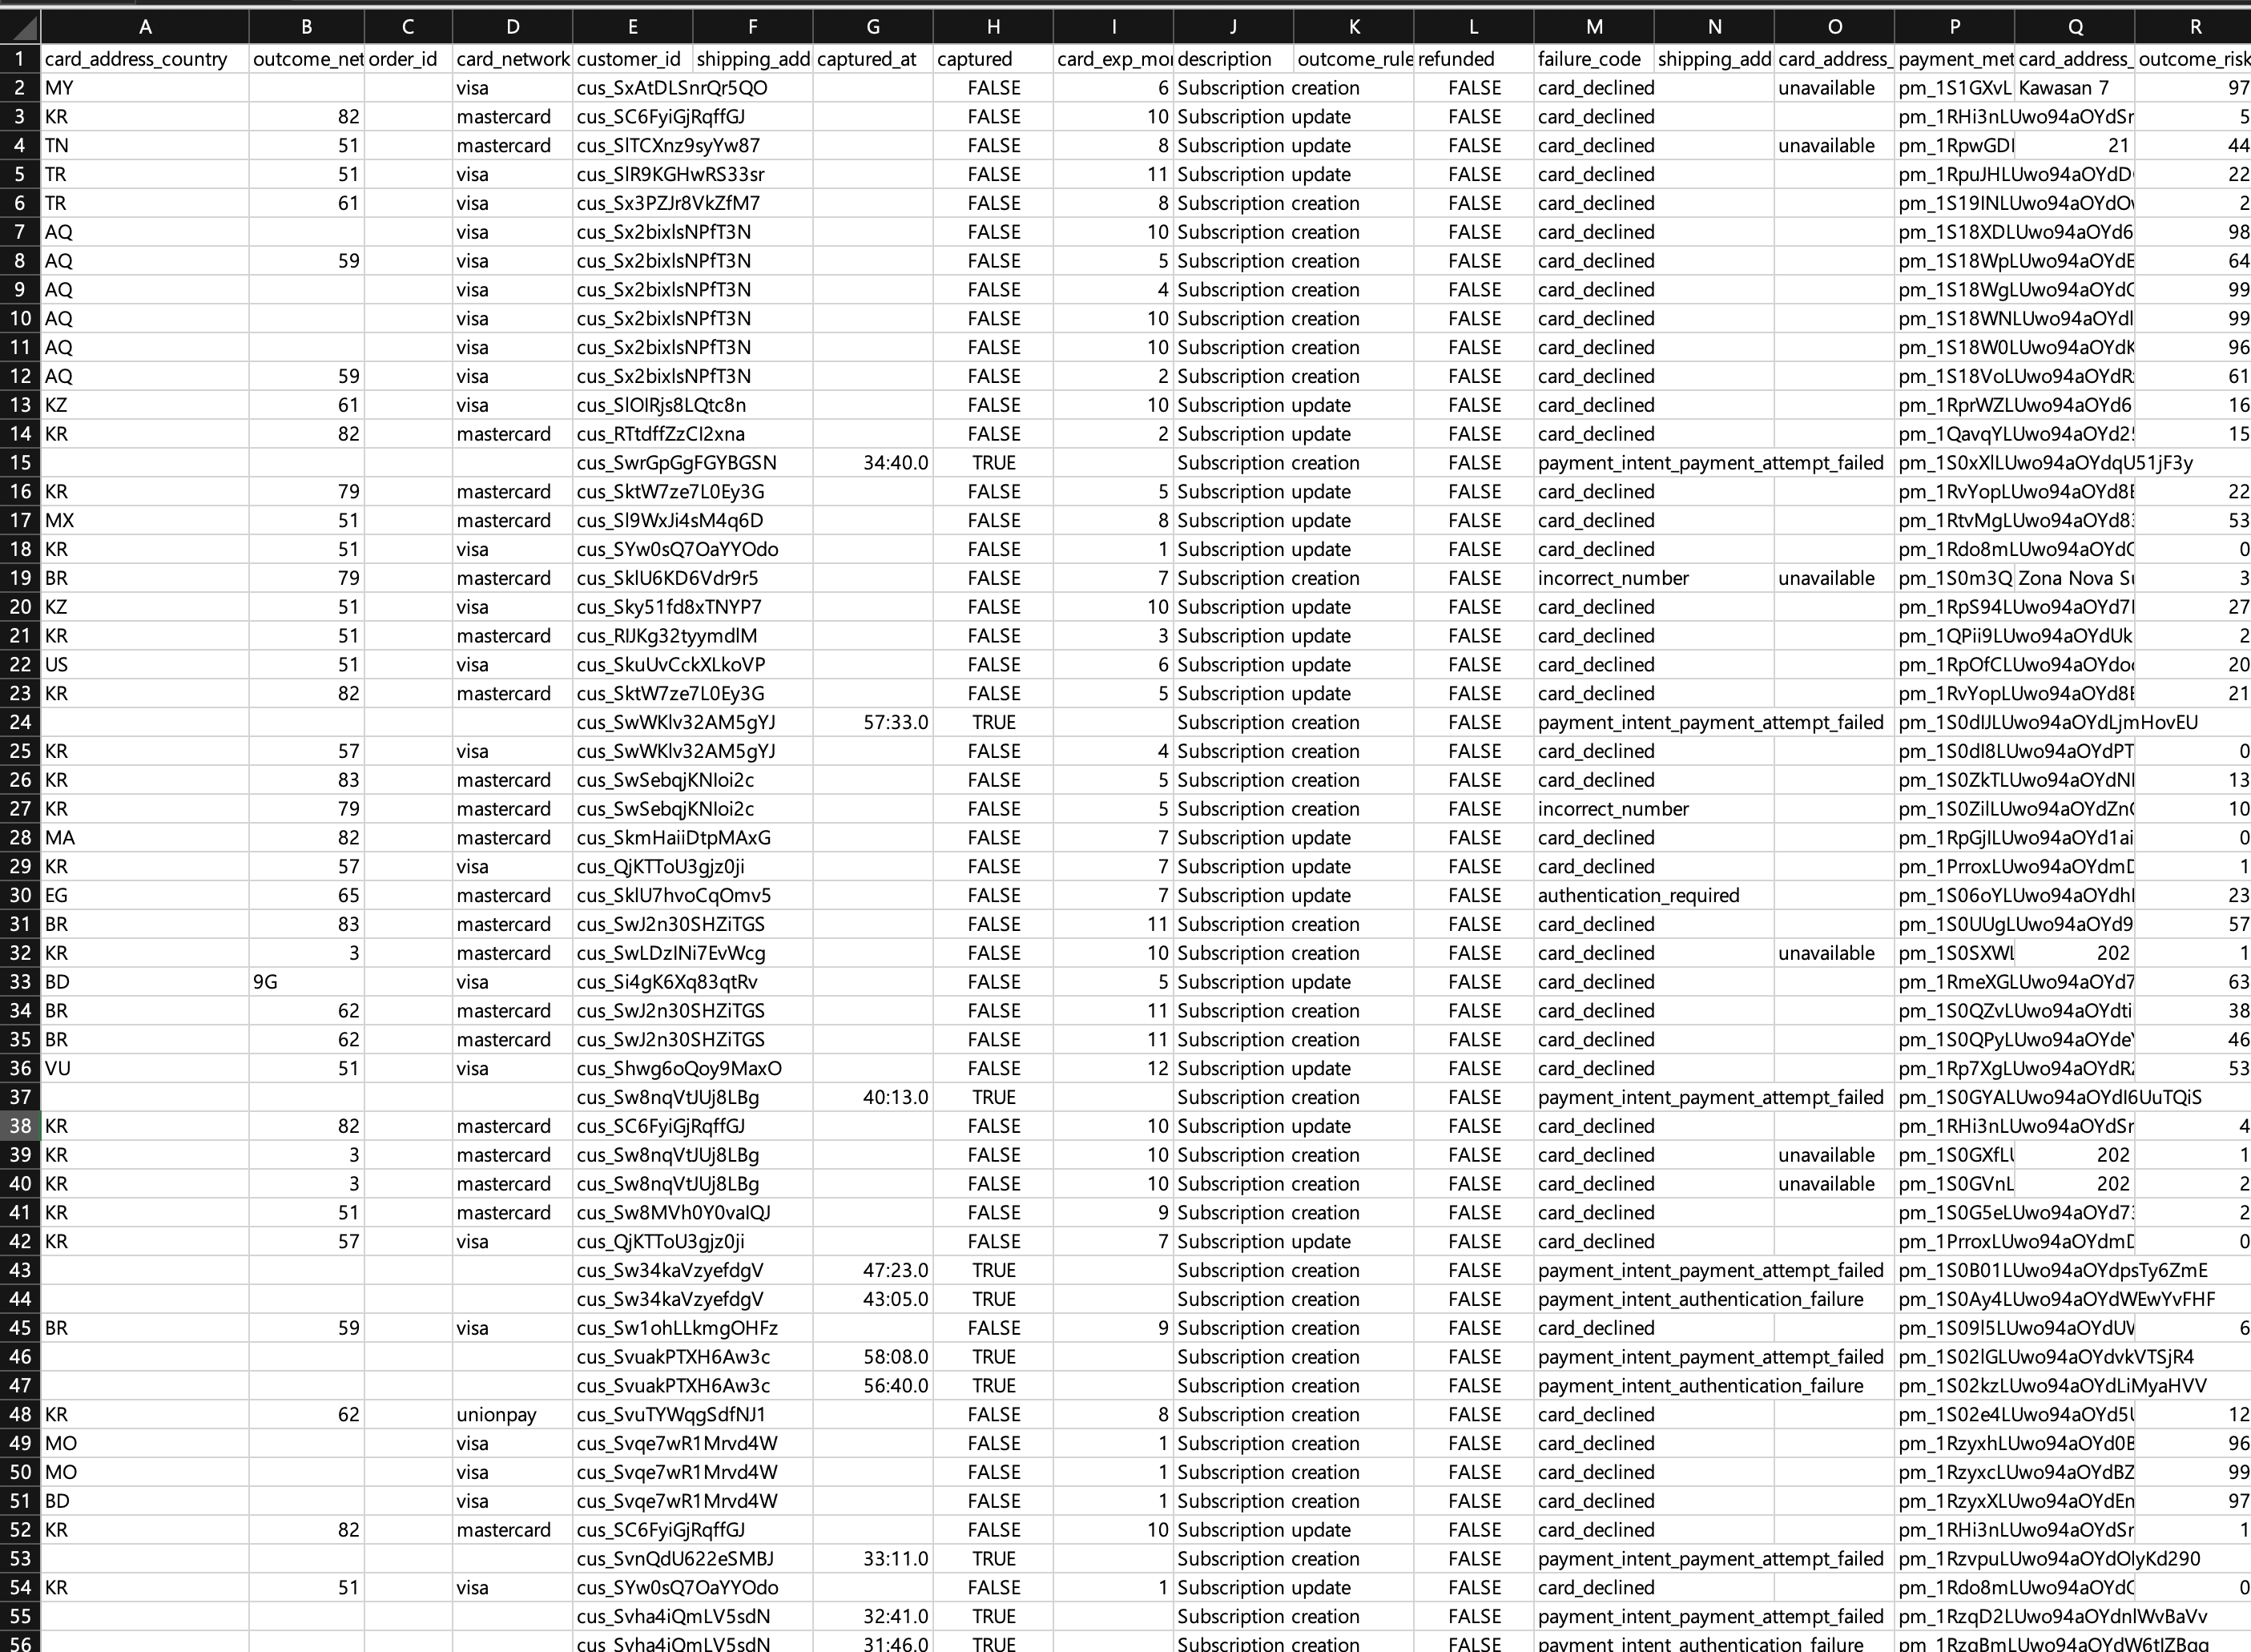 A B C D E F G H I J K L M N O P Q R
1 card_address_country outcome_net order_id card_network customer_id shipping_add captured_at captured card_exp_mo description outcome_rule refunded failure_code shipping_add card_address_ payment_met card_address_ outcome_risk
2 MY visa cus_SxAtDLSnrQr5QO FALSE 6 Subscription creation FALSE card_declined unavailable pm_1S1GXvL Kawasan 7 97
3 KR 82 mastercard cus_SC6FyiGjRqffGJ FALSE 10 Subscription update FALSE card_declined pm_1RHi3nLUwo94aOYdSr 5
4 TN 51 mastercard cus_SlTCXnz9syYw87 FALSE 8 Subscription update FALSE card_declined unavailable pm_1RpwGDl 21 44
5 TR 51 visa cus_SlR9KGHwRS33sr FALSE 11 Subscription update FALSE card_declined pm_1RpuJHLUwo94aOYdD 22
6 TR 61 visa cus_Sx3PZJr8VkZfM7 FALSE 8 Subscription creation FALSE card_declined pm_1S19INLUwo94aOYdO 2
7 AQ visa cus_Sx2bixlsNPfT3N FALSE 10 Subscription creation FALSE card_declined pm_1S18XDLUwo94aOYd6 98
8 AQ 59 visa cus_Sx2bixlsNPfT3N FALSE 5 Subscription creation FALSE card_declined pm_1S18WpLUwo94aOYdE 64
9 AQ visa cus_Sx2bixlsNPfT3N FALSE 4 Subscription creation FALSE card_declined pm_1S18WgLUwo94aOYdC 99
10 AQ visa cus_Sx2bixlsNPfT3N FALSE 10 Subscription creation FALSE card_declined pm_1S18WNLUwo94aOYdl 99
11 AQ visa cus_Sx2bixlsNPfT3N FALSE 10 Subscription creation FALSE card_declined pm_1S18W0LUwo94aOYdK 96
12 AQ 59 visa cus_Sx2bixlsNPfT3N FALSE 2 Subscription creation FALSE card_declined pm_1S18VoLUwo94aOYdR 61
13 KZ 61 visa cus_SlOlRjs8LQtc8n FALSE 10 Subscription update FALSE card_declined pm_1RprWZLUwo94aOYd6 16
14 KR 82 mastercard cus_RTtdffZzCI2xna FALSE 2 Subscription update FALSE card_declined pm_1QavqYLUwo94aOYd2 15
15 cus_SwrGpGgFGYBGSN 34:40.0 TRUE Subscription creation FALSE payment_intent_payment_attempt_failed pm_1S0xXlLUwo94aOYdqU51jF3y
16 KR 79 mastercard cus_SktW7ze7L0Ey3G FALSE 5 Subscription update FALSE card_declined pm_1RvYopLUwo94aOYd8E 22
17 MX 51 mastercard cus_Sl9WxJi4sM4q6D FALSE 8 Subscription update FALSE card_declined pm_1RtvMgLUwo94aOYd8 53
18 KR 51 visa cus_SYw0sQ7OaYYOdo FALSE 1 Subscription update FALSE card_declined pm_1Rdo8mLUwo94aOYdC 0
19 BR 79 mastercard cus_SklU6KD6Vdr9r5 FALSE 7 Subscription creation FALSE incorrect_number unavailable pm_1S0m3Q Zona Nova S 3
20 KZ 51 visa cus_Sky51fd8xTNYP7 FALSE 10 Subscription update FALSE card_declined pm_1RpS94LUwo94aOYd7 27
21 KR 51 mastercard cus_RIJKg32tyymdlM FALSE 3 Subscription update FALSE card_declined pm_1QPii9LUwo94aOYdUk 2
22 US 51 visa cus_SkuUvCckXLkoVP FALSE 6 Subscription update FALSE card_declined pm_1RpOfCLUwo94aOYdo 20
23 KR 82 mastercard cus_SktW7ze7L0Ey3G FALSE 5 Subscription update FALSE card_declined pm_1RvYopLUwo94aOYd8E 21
24 cus_SwWKlv32AM5gYJ 57:33.0 TRUE Subscription creation FALSE payment_intent_payment_attempt_failed pm_1S0dIJLUwo94aOYdLjmHovEU
25 KR 57 visa cus_SwWKlv32AM5gYJ FALSE 4 Subscription creation FALSE card_declined pm_1S0dI8LUwo94aOYdPT 0
26 KR 83 mastercard cus_SwSebqjKNIoi2c FALSE 5 Subscription creation FALSE card_declined pm_1S0ZkTLUwo94aOYdN 13
27 KR 79 mastercard cus_SwSebqjKNIoi2c FALSE 5 Subscription creation FALSE incorrect_number pm_1S0ZilLUwo94aOYdZn 10
28 MA 82 mastercard cus_SkmHaiiDtpMAxG FALSE 7 Subscription update FALSE card_declined pm_1RpGjILUwo94aOYd1ai 0
29 KR 57 visa cus_QjKTToU3gjz0ji FALSE 7 Subscription update FALSE card_declined pm_1PrroxLUwo94aOYdm 1
30 EG 65 mastercard cus_SklU7hvoCqOmv5 FALSE 7 Subscription update FALSE authentication_required pm_1S06oYLUwo94aOYdh 23
31 BR 83 mastercard cus_SwJ2n30SHZiTGS FALSE 11 Subscription creation FALSE card_declined pm_1S0UUgLUwo94aOYd9 57
32 KR 3 mastercard cus_SwLDzINi7EvWcg FALSE 10 Subscription creation FALSE card_declined unavailable pm_1S0SXWL 202 1
33 BD 9G visa cus_Si4gK6Xq83qtRv FALSE 5 Subscription update FALSE card_declined pm_1RmeXGLUwo94aOYd7 63
34 BR 62 mastercard cus_SwJ2n30SHZiTGS FALSE 11 Subscription creation FALSE card_declined pm_1S0QZvLUwo94aOYdti 38
35 BR 62 mastercard cus_SwJ2n30SHZiTGS FALSE 11 Subscription creation FALSE card_declined pm_1S0QPyLUwo94aOYde 46
36 VU 51 visa cus_Shwg6oQoy9MaxO FALSE 12 Subscription update FALSE card_declined pm_1Rp7XgLUwo94aOYdR 53
37 cus_Sw8nqVtJUj8LBg 40:13.0 TRUE Subscription creation FALSE payment_intent_payment_attempt_failed pm_1S0GYALUwo94aOYdI6UuTQiS
38 KR 82 mastercard cus_SC6FyiGjRqffGJ FALSE 10 Subscription update FALSE card_declined pm_1RHi3nLUwo94aOYdSr 4
39 KR 3 mastercard cus_Sw8nqVtJUj8LBg FALSE 10 Subscription creation FALSE card_declined unavailable pm_1S0GXfL 202 1
40 KR 3 mastercard cus_Sw8nqVtJUj8LBg FALSE 10 Subscription creation FALSE card_declined unavailable pm_1S0GVnL 202 2
41 KR 51 mastercard cus_Sw8MVh0Y0valQJ FALSE 9 Subscription creation FALSE card_declined pm_1S0G5eLUwo94aOYd7 2
42 KR 57 visa cus_QjKTToU3gjz0ji FALSE 7 Subscription update FALSE card_declined pm_1PrroxLUwo94aOYdm 0
43 cus_Sw34kaVzyefdgV 47:23.0 TRUE Subscription creation FALSE payment_intent_payment_attempt_failed pm_1S0B01LUwo94aOYdpsTy6ZmE
44 cus_Sw34kaVzyefdgV 43:05.0 TRUE Subscription creation FALSE payment_intent_authentication_failure pm_1S0Ay4LUwo94aOYdWEwYvFHF
45 BR 59 visa cus_Sw1ohLLkmgOHFz FALSE 9 Subscription creation FALSE card_declined pm_1S09I5LUwo94aOYdU 6
46 cus_SvuakPTXH6Aw3c 58:08.0 TRUE Subscription creation FALSE payment_intent_payment_attempt_failed pm_1S02lGLUwo94aOYdvkVTSjR4
47 cus_SvuakPTXH6Aw3c 56:40.0 TRUE Subscription creation FALSE payment_intent_authentication_failure pm_1S02kzLUwo94aOYdLiMyaHVV
48 KR 62 unionpay cus_SvuTYWqgSdfNJ1 FALSE 8 Subscription creation FALSE card_declined pm_1S02e4LUwo94aOYd5 12
49 MO visa cus_Svqe7wR1Mrvd4W FALSE 1 Subscription creation FALSE card_declined pm_1RzyxhLUwo94aOYd0B 96
50 MO visa cus_Svqe7wR1Mrvd4W FALSE 1 Subscription creation FALSE card_declined pm_1RzyxcLUwo94aOYdBZ 99
51 BD visa cus_Svqe7wR1Mrvd4W FALSE 1 Subscription creation FALSE card_declined pm_1RzyxXLUwo94aOYdEn 97
52 KR 82 mastercard cus_SC6FyiGjRqffGJ FALSE 10 Subscription update FALSE card_declined pm_1RHi3nLUwo94aOYdSr 1
53 cus_SvnQdU622eSMBJ 33:11.0 TRUE Subscription creation FALSE payment_intent_payment_attempt_failed pm_1RzvpuLUwo94aOYdOlyKd290
54 KR 51 visa cus_SYw0sQ7OaYYOdo FALSE 1 Subscription update FALSE card_declined pm_1Rdo8mLUwo94aOYdC 0
55 cus_Svha4iQmLV5sdN 32:41.0 TRUE Subscription creation FALSE payment_intent_payment_attempt_failed pm_1RzqD2LUwo94aOYdnlWvBaVv
56 cus_Svha4iQmLV5sdN 31:46.0 TRUE Subscription creation FALSE payment_intent_authentication_failure